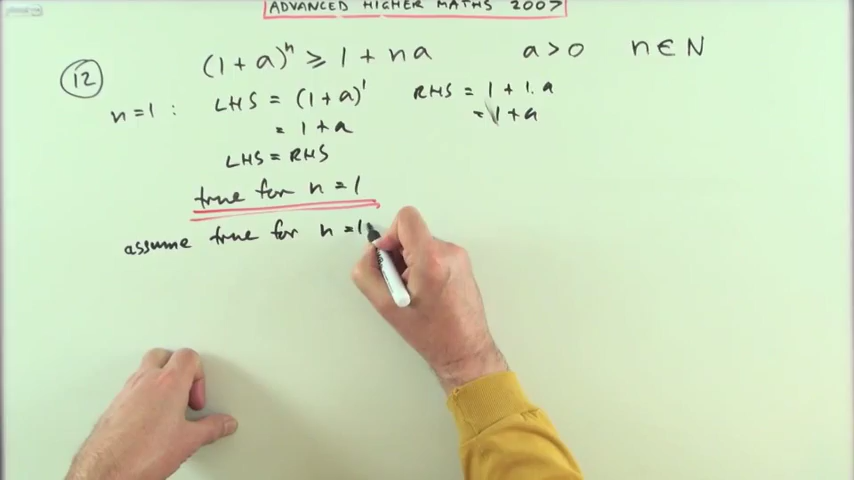 ADVANCED HIGHER MATHS 2007
12
(1+a)ⁿ ⩾ 1 + na a > 0 n ∈ N
n=1 : LHS = (1+a)¹ RHS = 1 + 1.a
= 1+a = 1+a
LHS = RHS
true for n = 1
assume true for n =